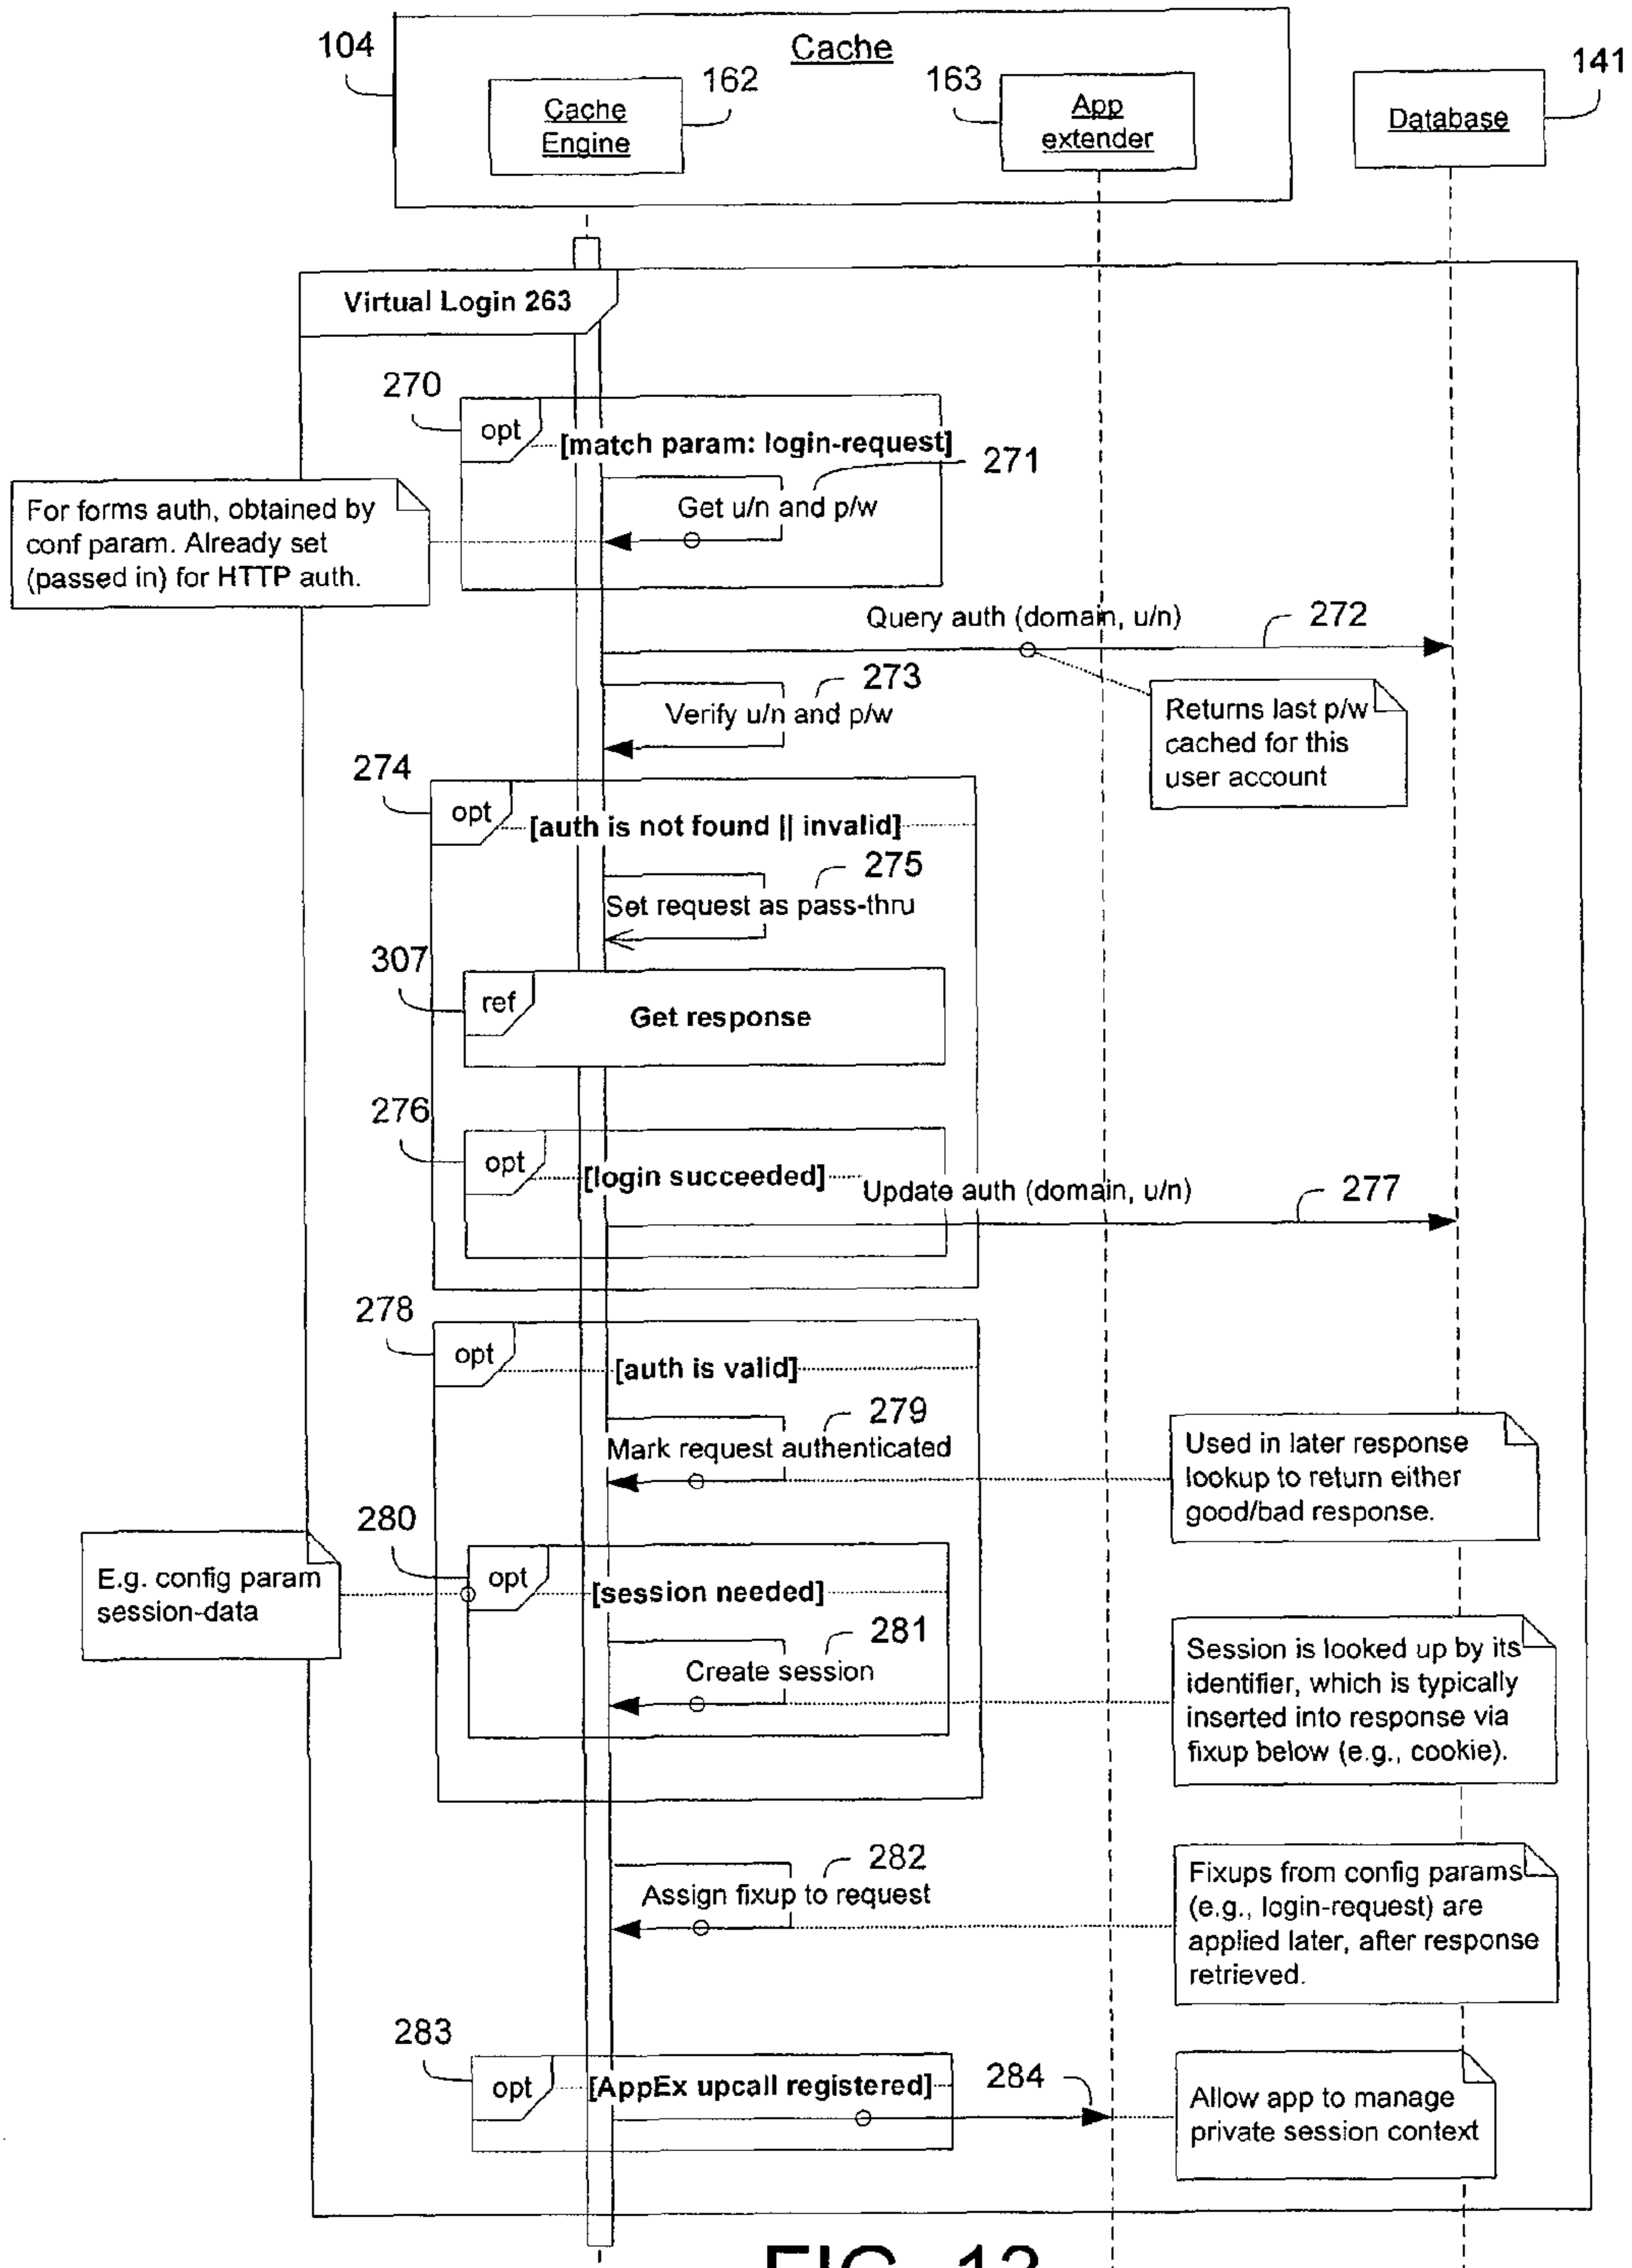 104
Cache
141
162
163
Cache
Engine
App
extender
Database
Virtual Login 263
270
opt
[match param: login-request]
271
For forms auth, obtained by
conf param. Already set
(passed in) for HTTP auth.
Get u/n and p/w
Query auth (domain, u/n)
272
273
Verify u/n and p/w
Returns last p/w
cached for this
user account
274
opt
[auth is not found || invalid]
275
Set request as pass-thru
307
ref
Get response
276
opt
[login succeeded]
Update auth (domain, u/n)
277
278
opt
[auth is valid]
279
Mark request authenticated
Used in later response
lookup to return either
good/bad response.
280
E.g. config param
session-data
opt
[session needed]
281
Create session
Session is looked up by its
identifier, which is typically
inserted into response via
fixup below (e.g., cookie).
282
Assign fixup to request
Fixups from config params
(e.g., login-request) are
applied later, after response
retrieved.
283
opt
[AppEx upcall registered]
284
Allow app to manage
private session context